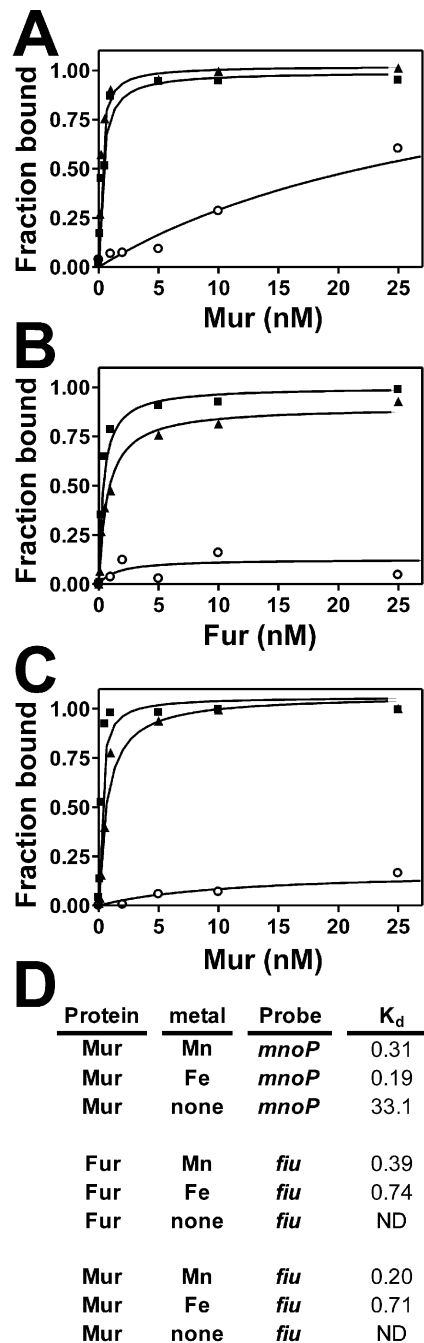 A
Fraction bound
1.00
0.75
0.50
0.25
0.00
0 5 10 15 20 25
Mur (nM)
B
Fraction bound
1.00
0.75
0.50
0.25
0.00
0 5 10 15 20 25
Fur (nM)
C
Fraction bound
1.00
0.75
0.50
0.25
0.00
0 5 10 15 20 25
Mur (nM)
D
Protein metal Probe Kd
Mur Mn mnoP 0.31
Mur Fe mnoP 0.19
Mur none mnoP 33.1
Fur Mn fiu 0.39
Fur Fe fiu 0.74
Fur none fiu ND
Mur Mn fiu 0.20
Mur Fe fiu 0.71
Mur none fiu ND